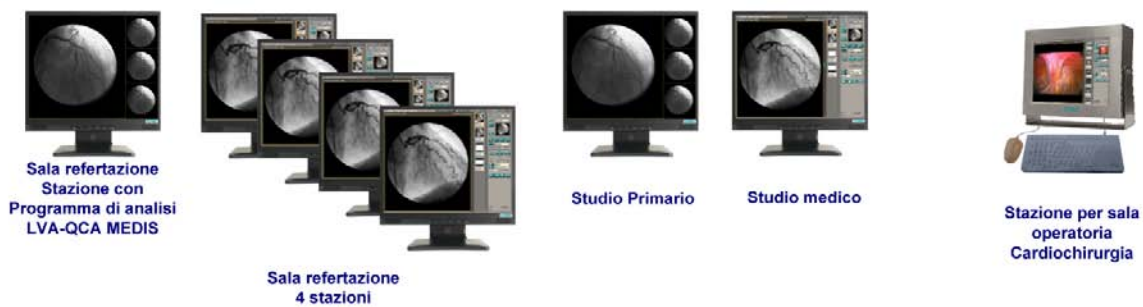 Sala refertazione
Stazione con
Programma di analisi
LVA-QCA MEDIS
Sala refertazione
4 stazioni
Studio Primario
Studio medico
Stazione per sala
operatoria
Cardiochirurgia